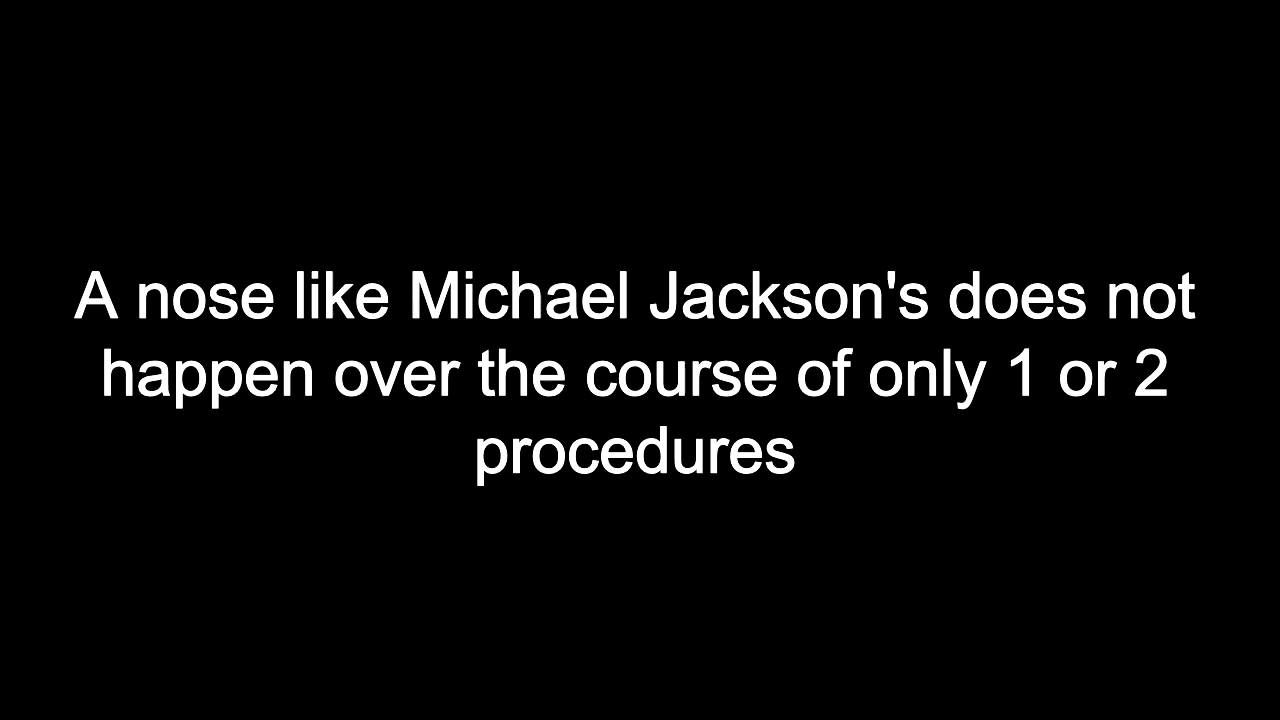 A nose like Michael Jackson's does not
happen over the course of only 1 or 2
procedures